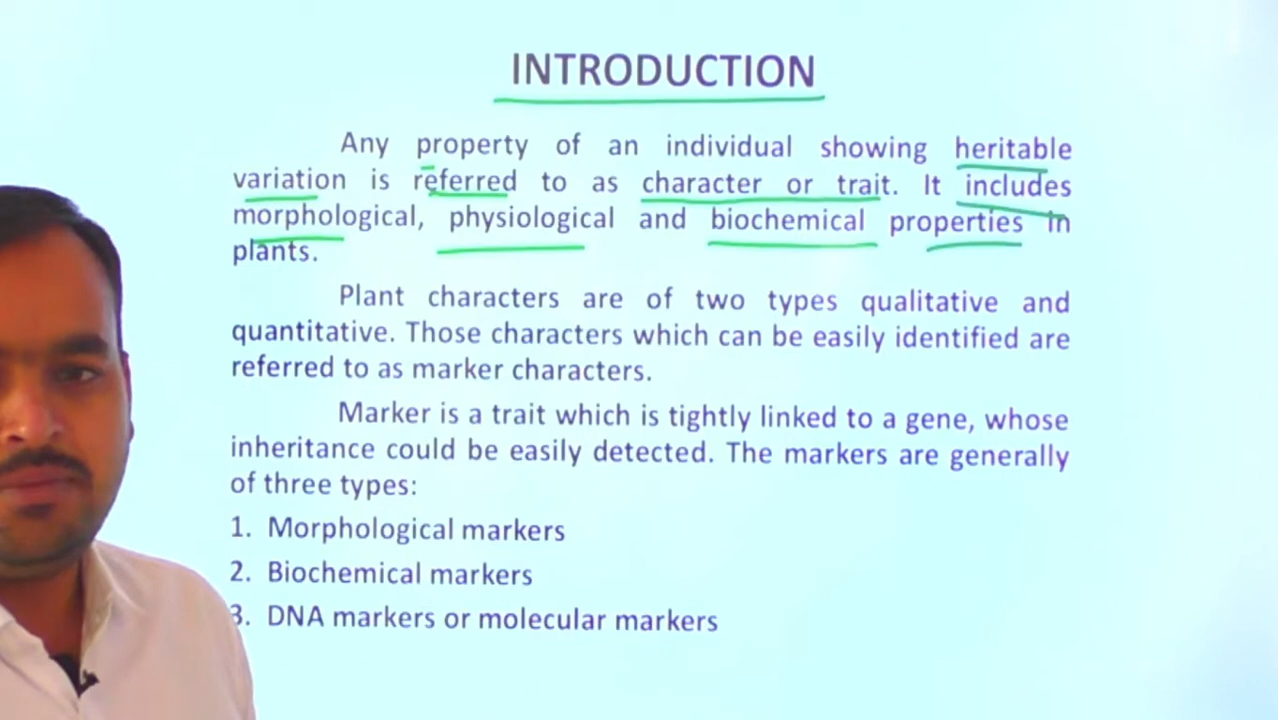 INTRODUCTION
Any property of an individual showing heritable
variation is referred to as character or trait. It includes
morphological, physiological and biochemical properties in
plants.
Plant characters are of two types qualitative and
quantitative. Those characters which can be easily identified are
referred to as marker characters.
Marker is a trait which is tightly linked to a gene, whose
inheritance could be easily detected. The markers are generally
of three types:
1. Morphological markers
2. Biochemical markers
3. DNA markers or molecular markers